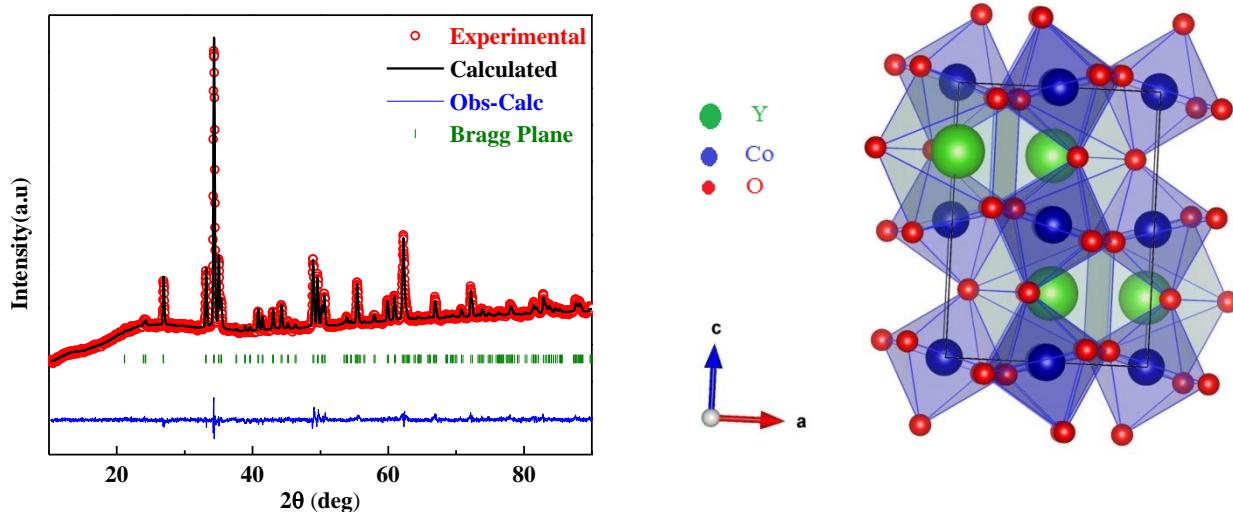 Experimental
Calculated
Obs-Calc
Bragg Plane
Intensity(a.u)
20
40
60
80
2θ (deg)
Y
Co
O
c
a